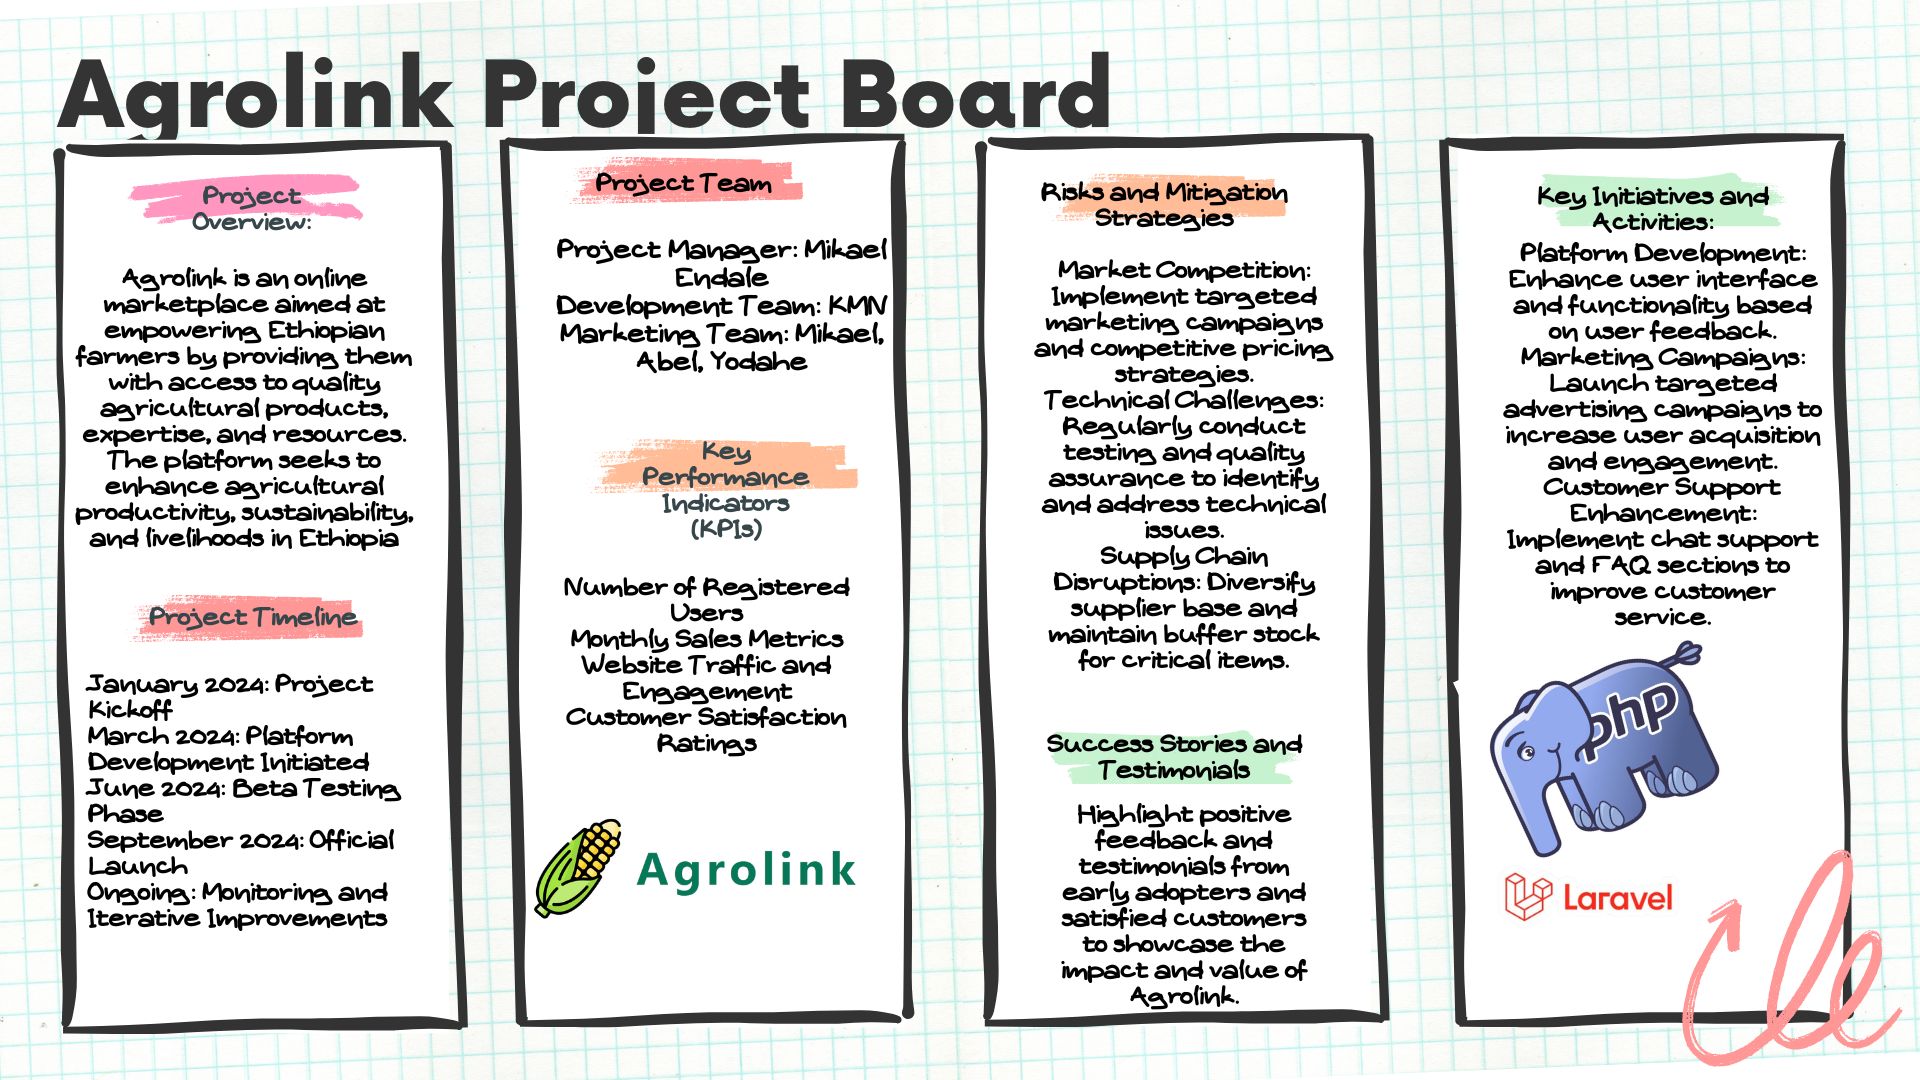 Agrolink Project Board
Project
Overview:
Agrolink is an online
marketplace aimed at
empowering Ethiopian
farmers by providing them
with access to quality
agricultural products,
expertise, and resources.
The platform seeks to
enhance agricultural
productivity, sustainability,
and livelihoods in Ethiopia
Project Timeline
January 2024: Project
Kickoff
March 2024: Platform
Development Initiated
June 2024: Beta Testing
Phase
September 2024: Official
Launch
Ongoing: Monitoring and
Iterative Improvements
Project Team
Project Manager: Mikael
Endale
Development Team: KMN
Marketing Team: Mikael,
Abel, Yodahe
Key
Performance
Indicators
(KPIs)
Number of Registered
Users
Monthly Sales Metrics
Website Traffic and
Engagement
Customer Satisfaction
Ratings
Agrolink
Risks and Mitigation
Strategies
Market Competition:
Implement targeted
marketing campaigns
and competitive pricing
strategies.
Technical Challenges:
Regularly conduct
testing and quality
assurance to identify
and address technical
issues.
Supply Chain
Disruptions: Diversify
supplier base and
maintain buffer stock
for critical items.
Success Stories and
Testimonials
Highlight positive
feedback and
testimonials from
early adopters and
satisfied customers
to showcase the
impact and value of
Agrolink.
Key Initiatives and
Activities:
Platform Development:
Enhance user interface
and functionality based
on user feedback.
Marketing Campaigns:
Launch targeted
advertising campaigns to
increase user acquisition
and engagement.
Customer Support
Enhancement:
Implement chat support
and FAQ sections to
improve customer
service.
php
Laravel